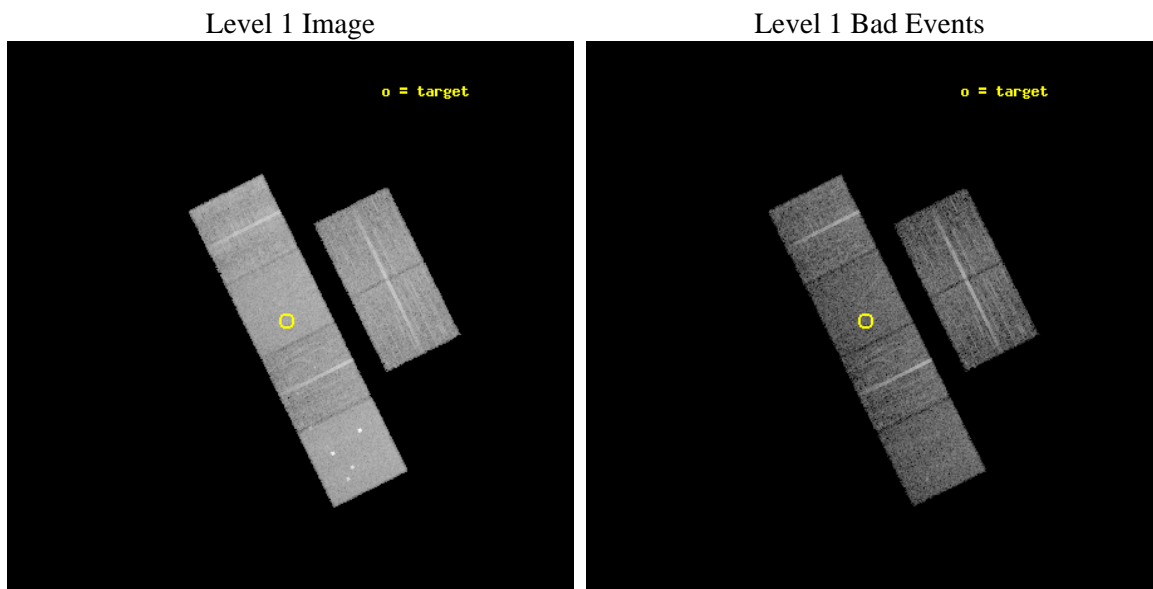 Level 1 Image
Level 1 Bad Events
o = target
o = target